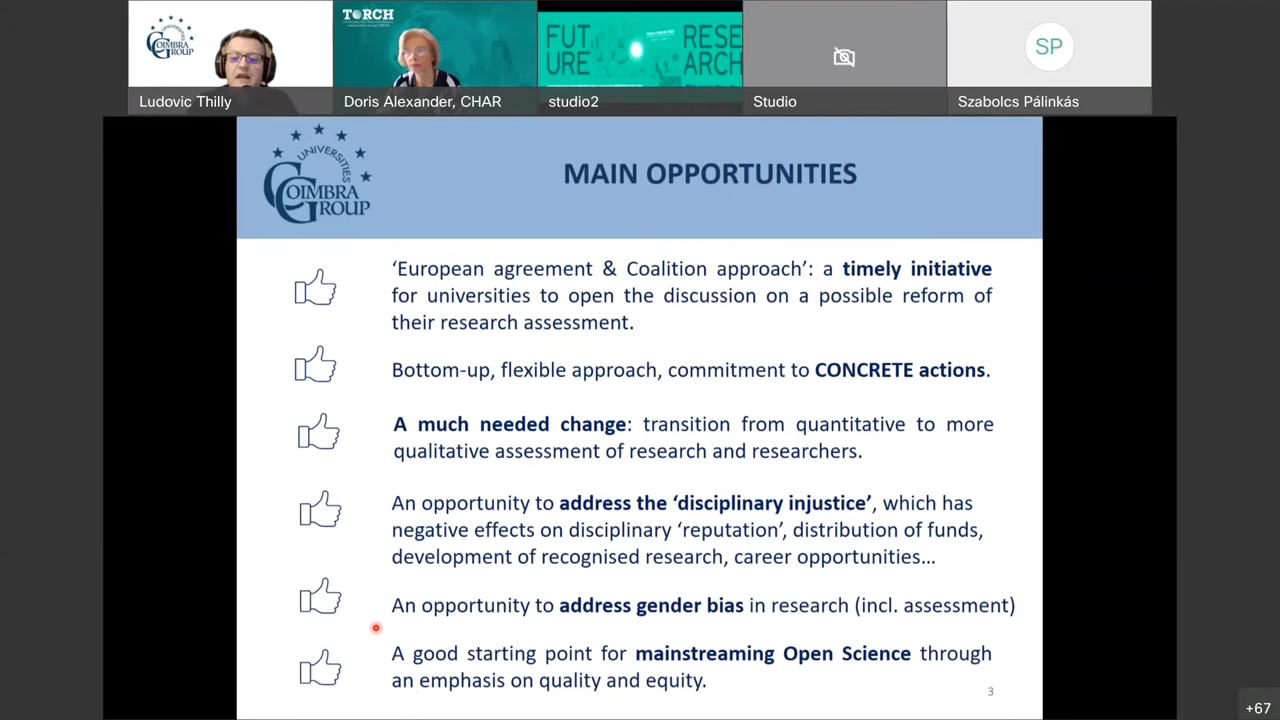 COIMBRA
GROUP
UNIVERSITIES
TORCH
FUT
URE
RESE
ARCH
SP
Ludovic Thilly
Doris Alexander, CHAR
studio2
Studio
Szabolcs Pálinkás
UNIVERSITIES
COIMBRA
GROUP
MAIN OPPORTUNITIES
‘European agreement & Coalition approach’: a timely initiative
for universities to open the discussion on a possible reform of
their research assessment.
Bottom-up, flexible approach, commitment to CONCRETE actions.
A much needed change: transition from quantitative to more
qualitative assessment of research and researchers.
An opportunity to address the ‘disciplinary injustice’, which has
negative effects on disciplinary ‘reputation’, distribution of funds,
development of recognised research, career opportunities…
An opportunity to address gender bias in research (incl. assessment)
A good starting point for mainstreaming Open Science through
an emphasis on quality and equity.
3
+67